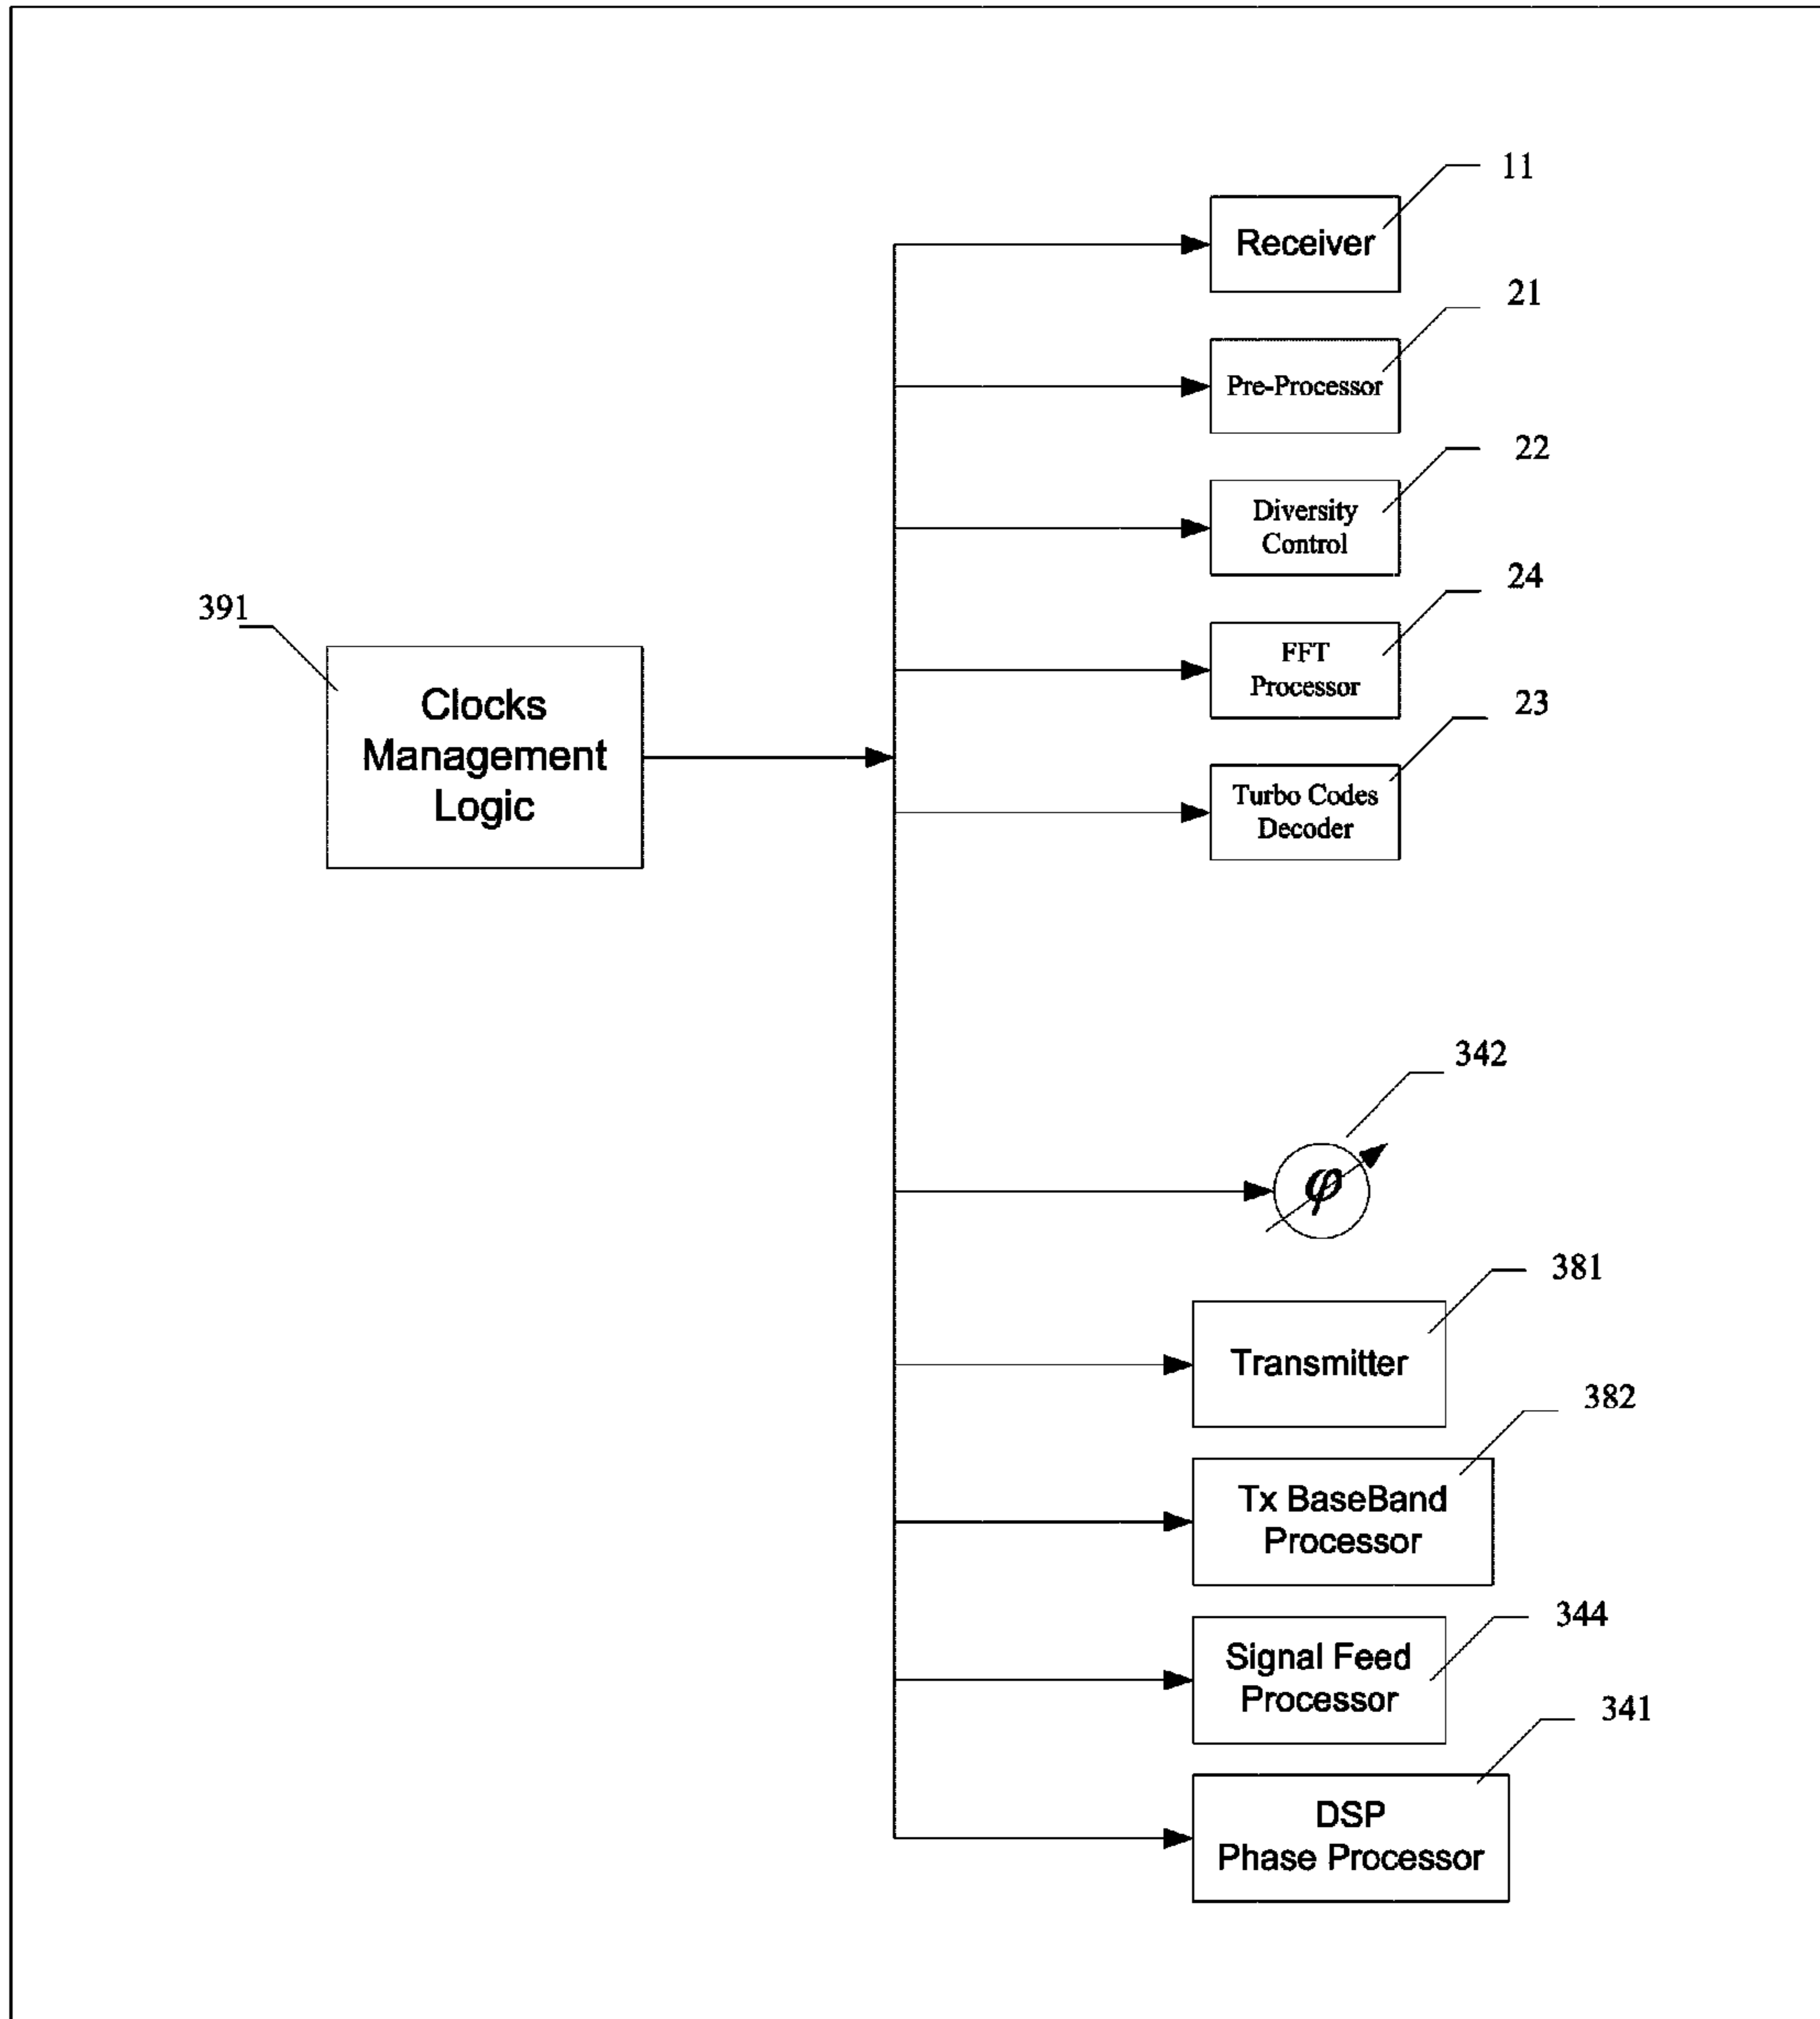 11
Receiver
21
Pre-Processor
22
Diversity
Control
24
FFT
Processor
23
Turbo Codes
Decoder
391
Clocks
Management
Logic
342
φ
381
Transmitter
382
Tx BaseBand
Processor
344
Signal Feed
Processor
341
DSP
Phase Processor